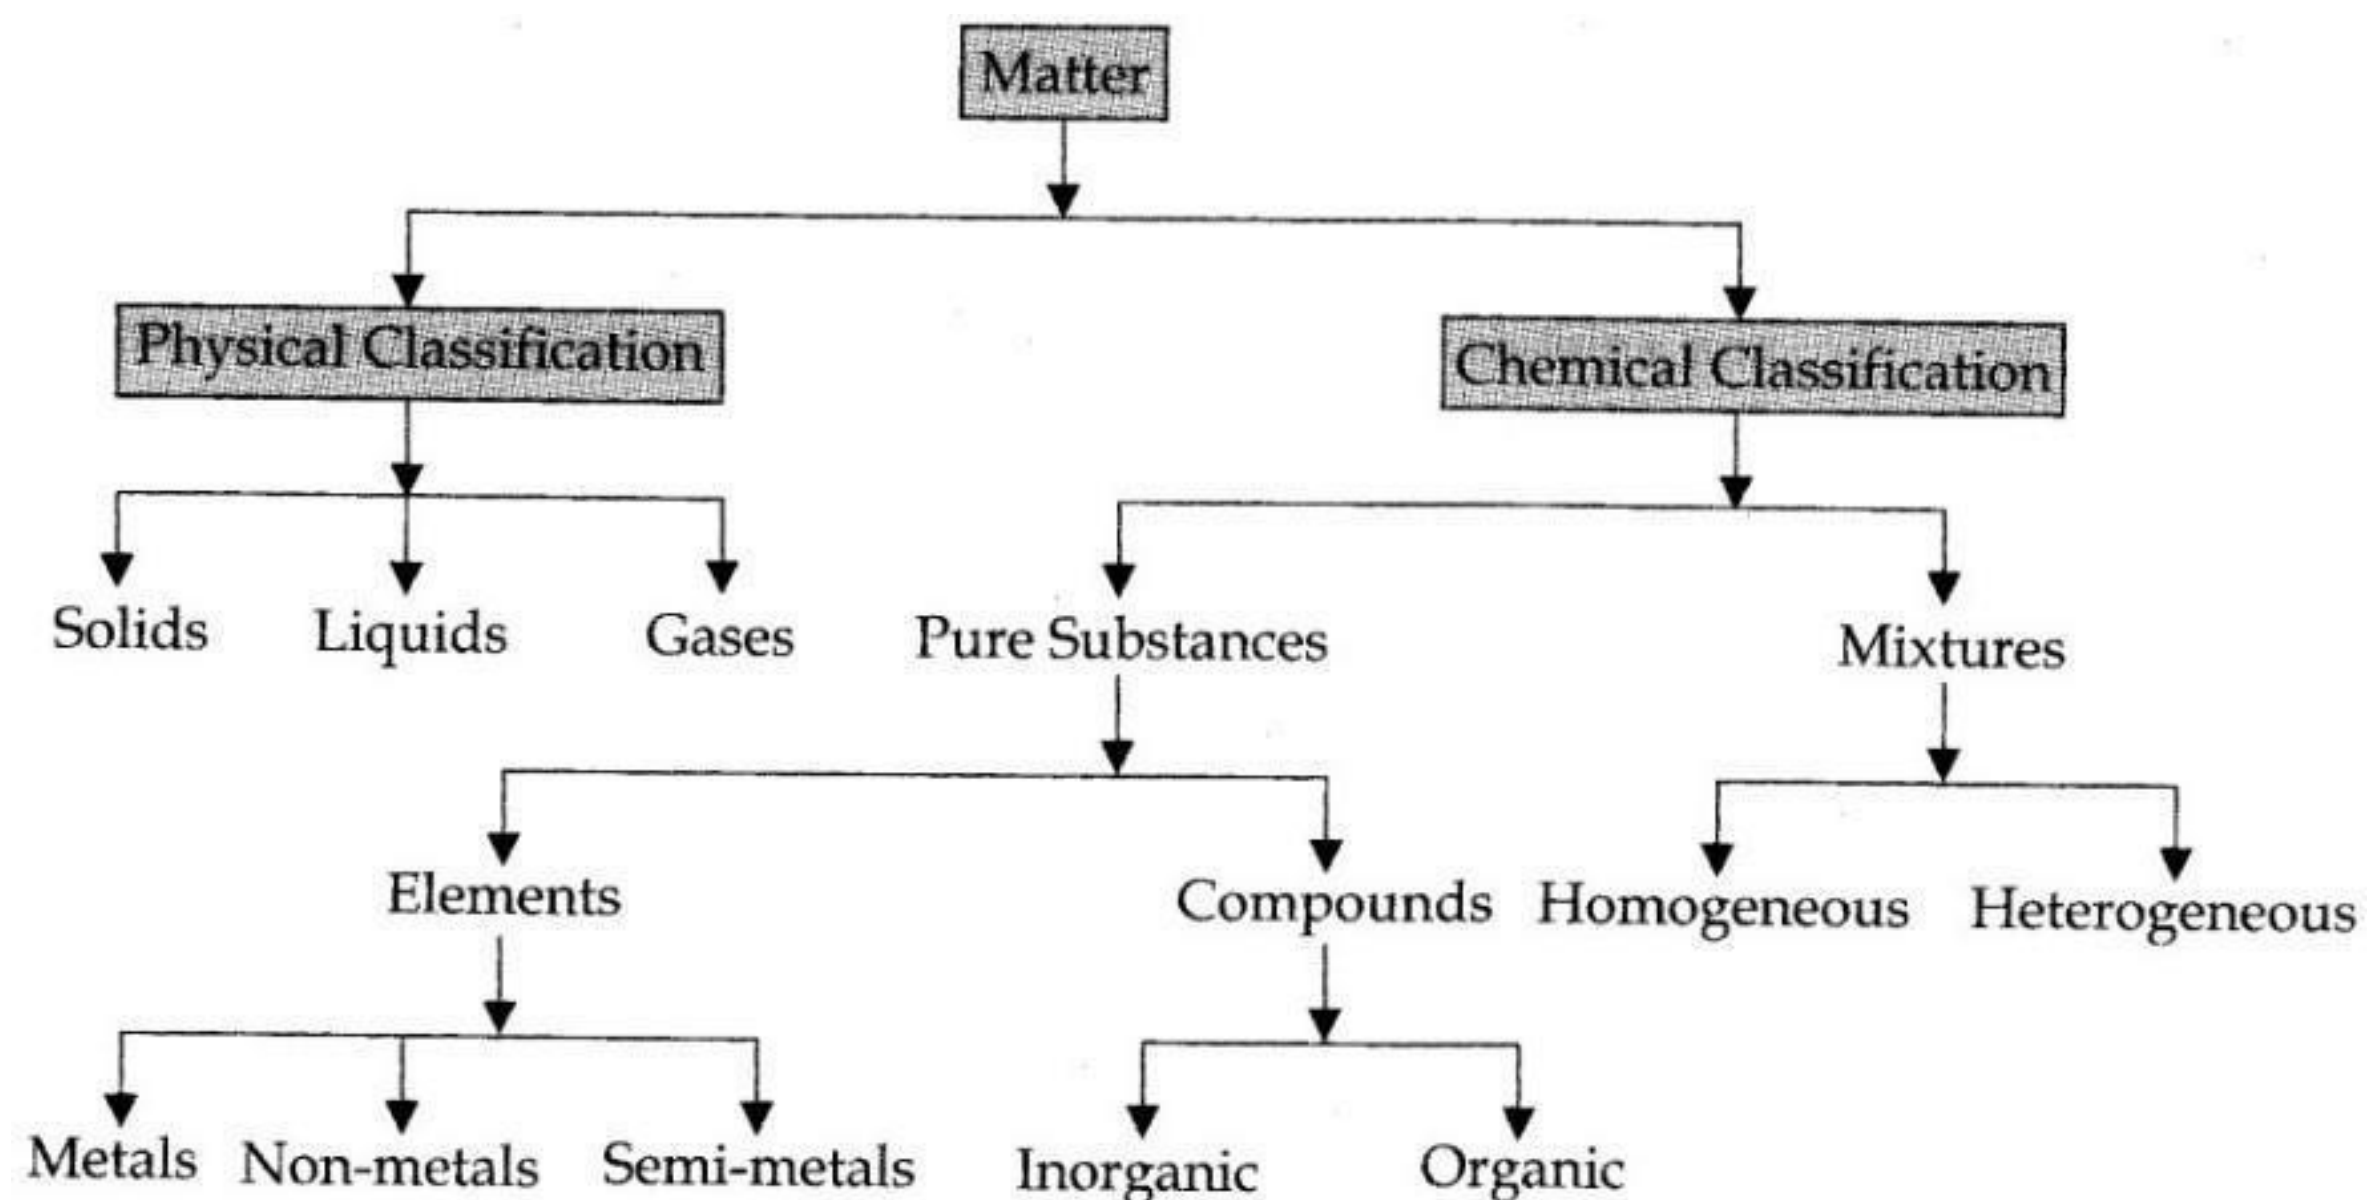 Matter
Physical Classification
Chemical Classification
Solids
Liquids
Gases
Pure Substances
Mixtures
Elements
Compounds
Homogeneous
Heterogeneous
Metals
Non-metals
Semi-metals
Inorganic
Organic